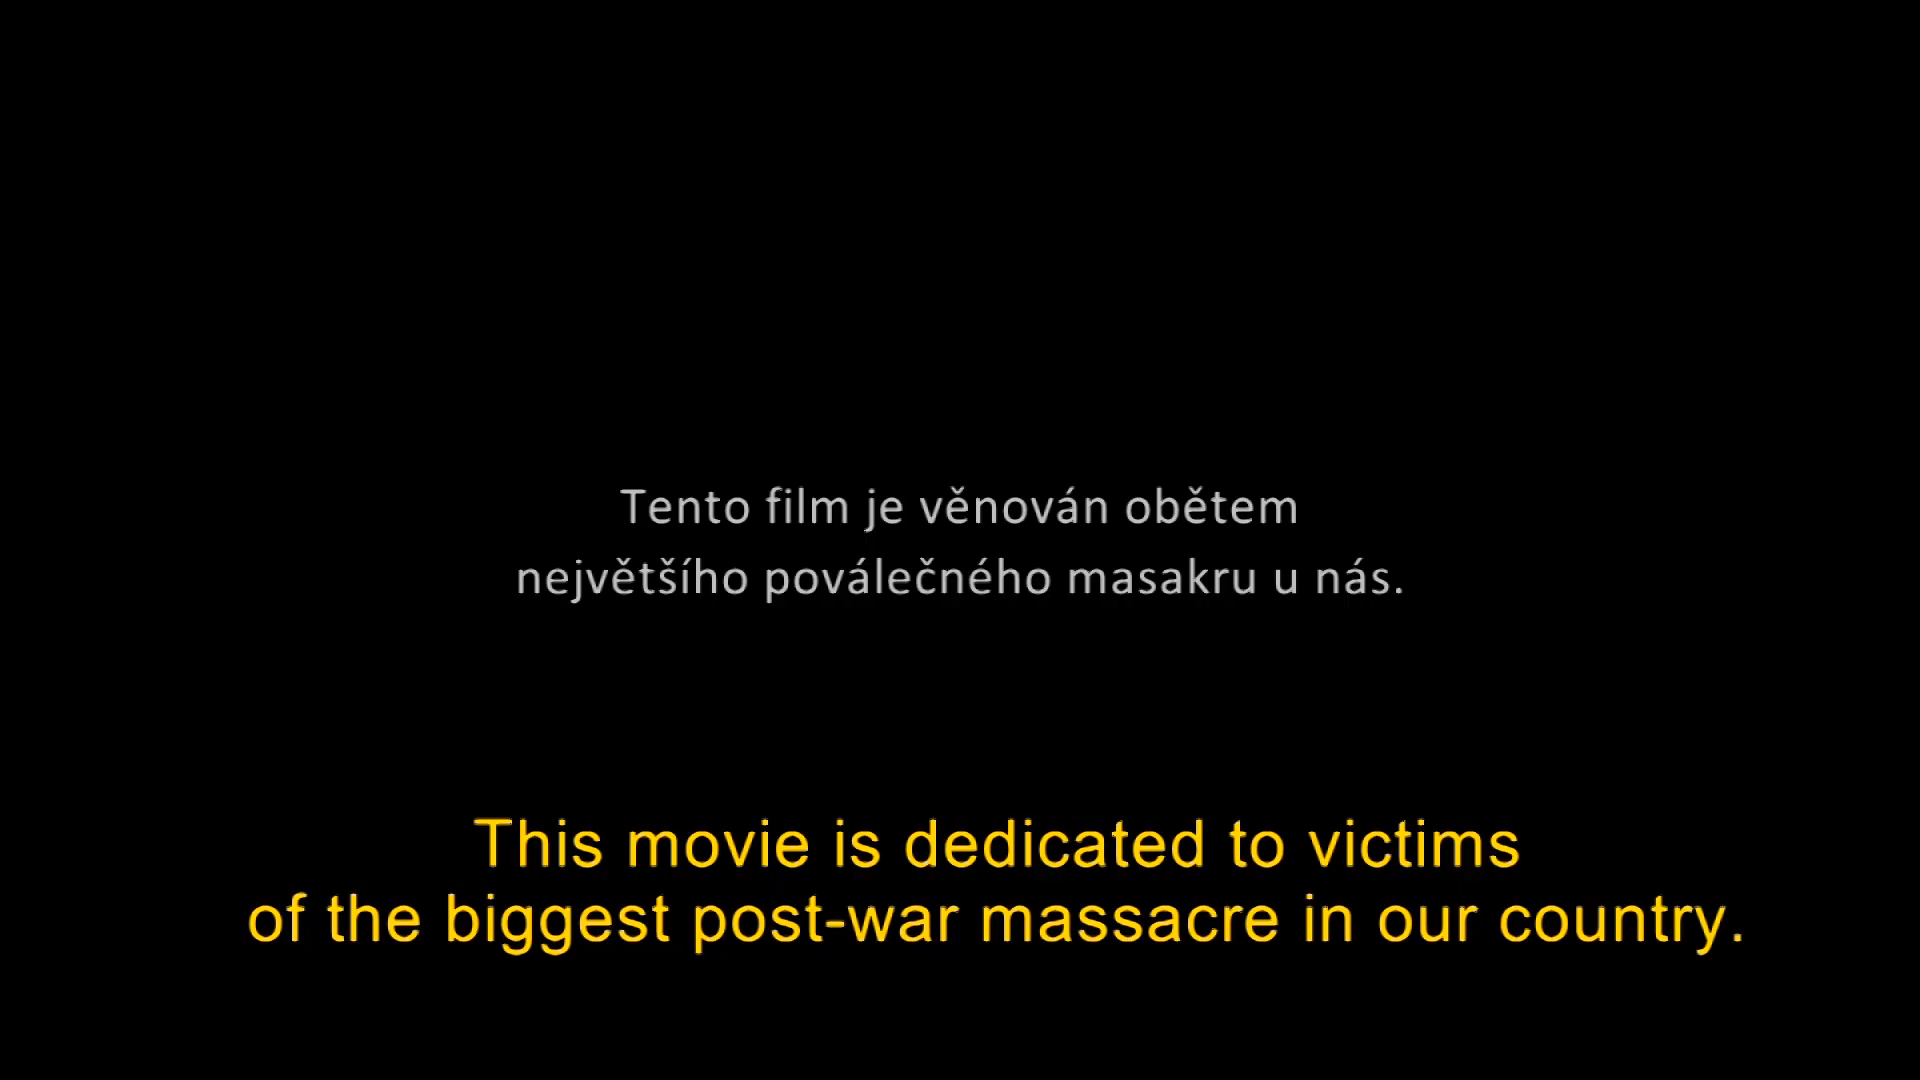 Tento film je věnován obětem
největšího poválečného masakru u nás.
This movie is dedicated to victims
of the biggest post-war massacre in our country.